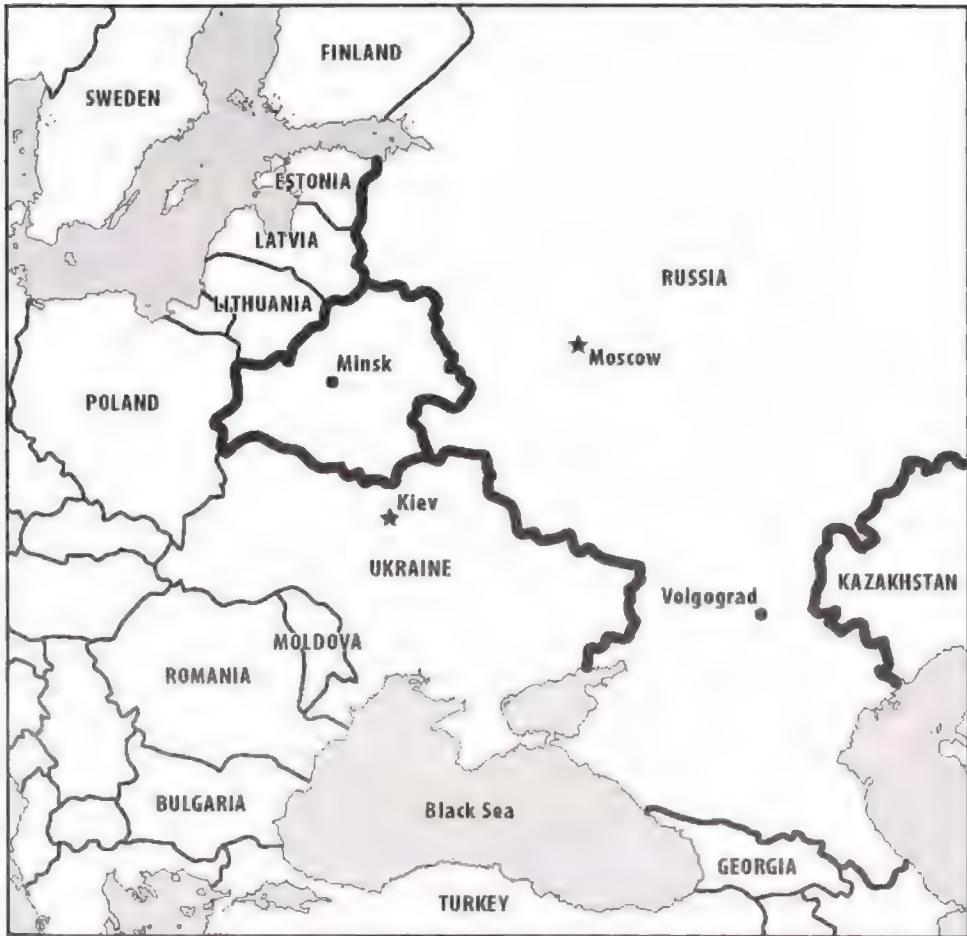 FINLAND
SWEDEN
ESTONIA
LATVIA
RUSSIA
LITHUANIA
Moscow
Minsk
POLAND
Kiev
UKRAINE
KAZAKHSTAN
Volgograd
MOLDOVA
ROMANIA
BULGARIA
Black Sea
GEORGIA
TURKEY